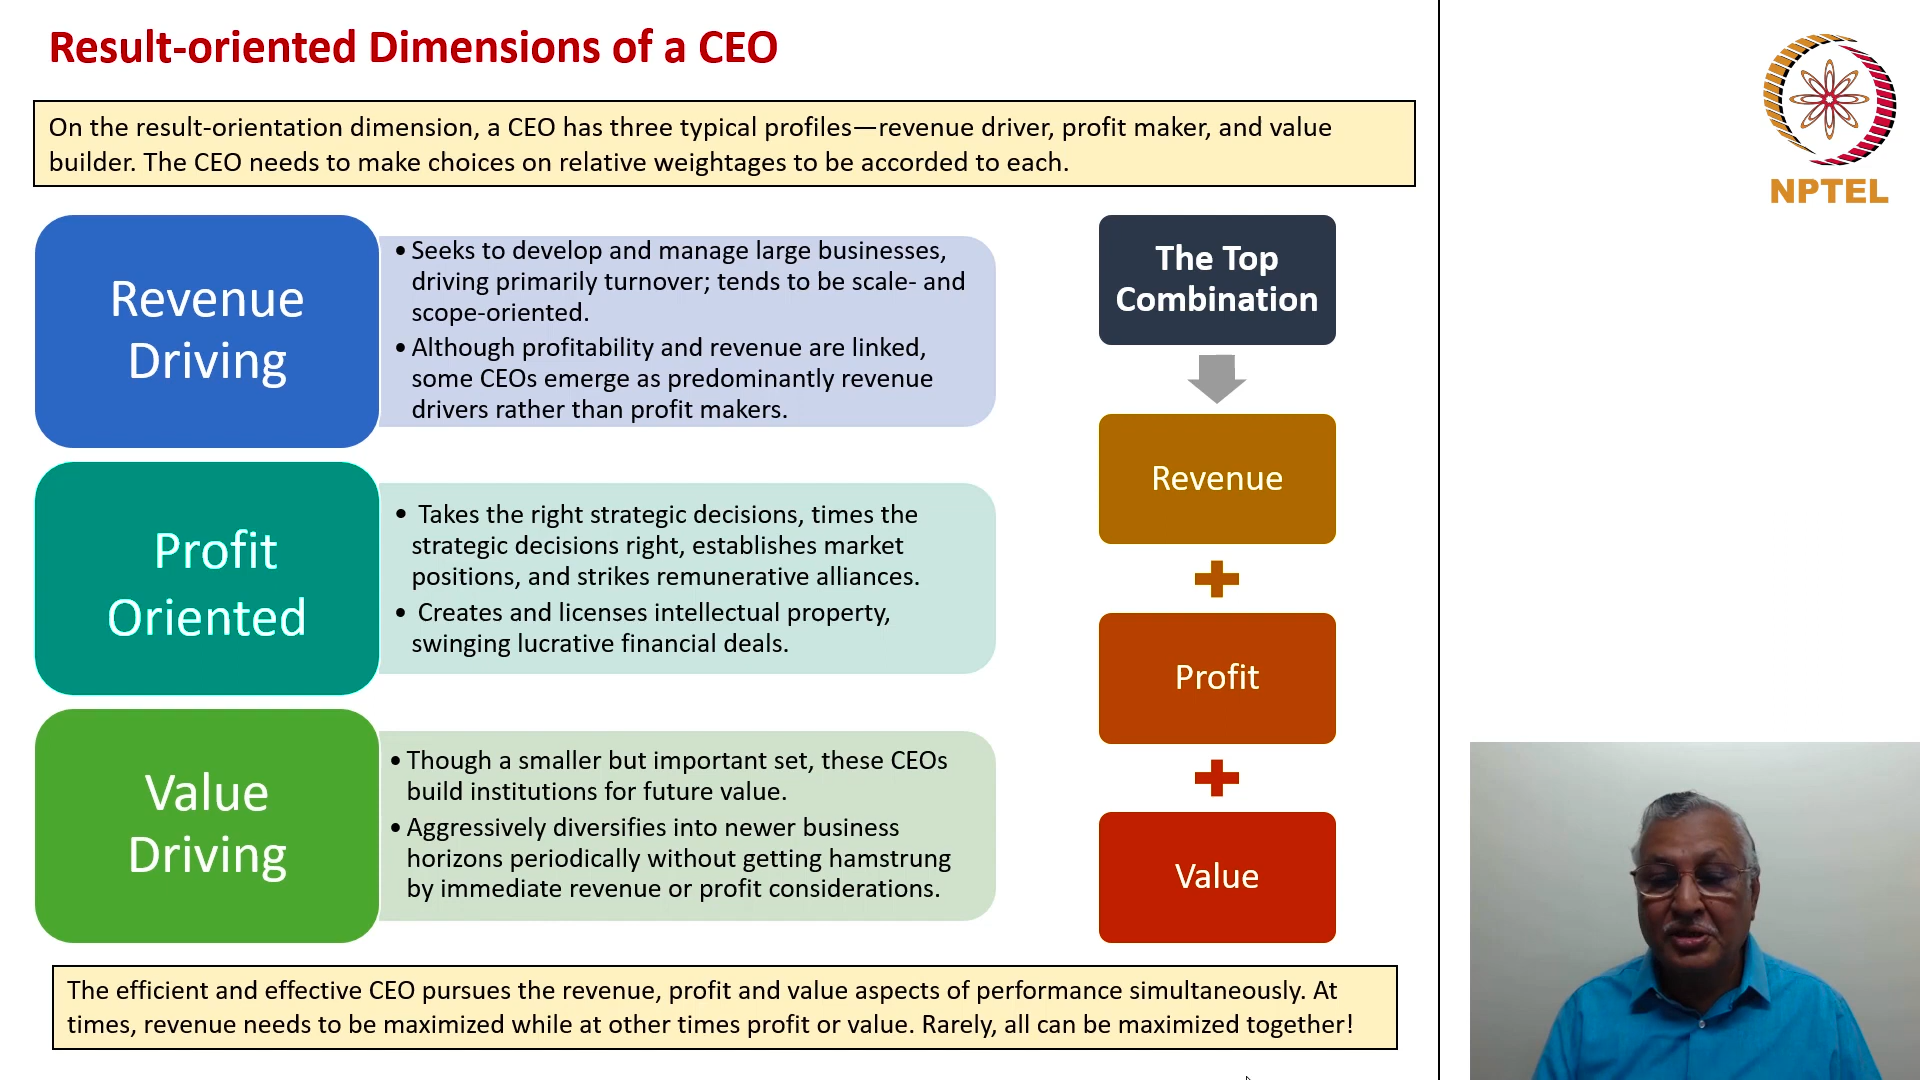 Result-oriented Dimensions of a CEO
On the result-orientation dimension, a CEO has three typical profiles—revenue driver, profit maker, and value
builder. The CEO needs to make choices on relative weightages to be accorded to each.
Revenue
Driving
• Seeks to develop and manage large businesses,
driving primarily turnover; tends to be scale- and
scope-oriented.
• Although profitability and revenue are linked,
some CEOs emerge as predominantly revenue
drivers rather than profit makers.
Profit
Oriented
• Takes the right strategic decisions, times the
strategic decisions right, establishes market
positions, and strikes remunerative alliances.
• Creates and licenses intellectual property,
swinging lucrative financial deals.
Value
Driving
• Though a smaller but important set, these CEOs
build institutions for future value.
• Aggressively diversifies into newer business
horizons periodically without getting hamstrung
by immediate revenue or profit considerations.
The Top
Combination
Revenue
Profit
Value
The efficient and effective CEO pursues the revenue, profit and value aspects of performance simultaneously. At
times, revenue needs to be maximized while at other times profit or value. Rarely, all can be maximized together!
NPTEL